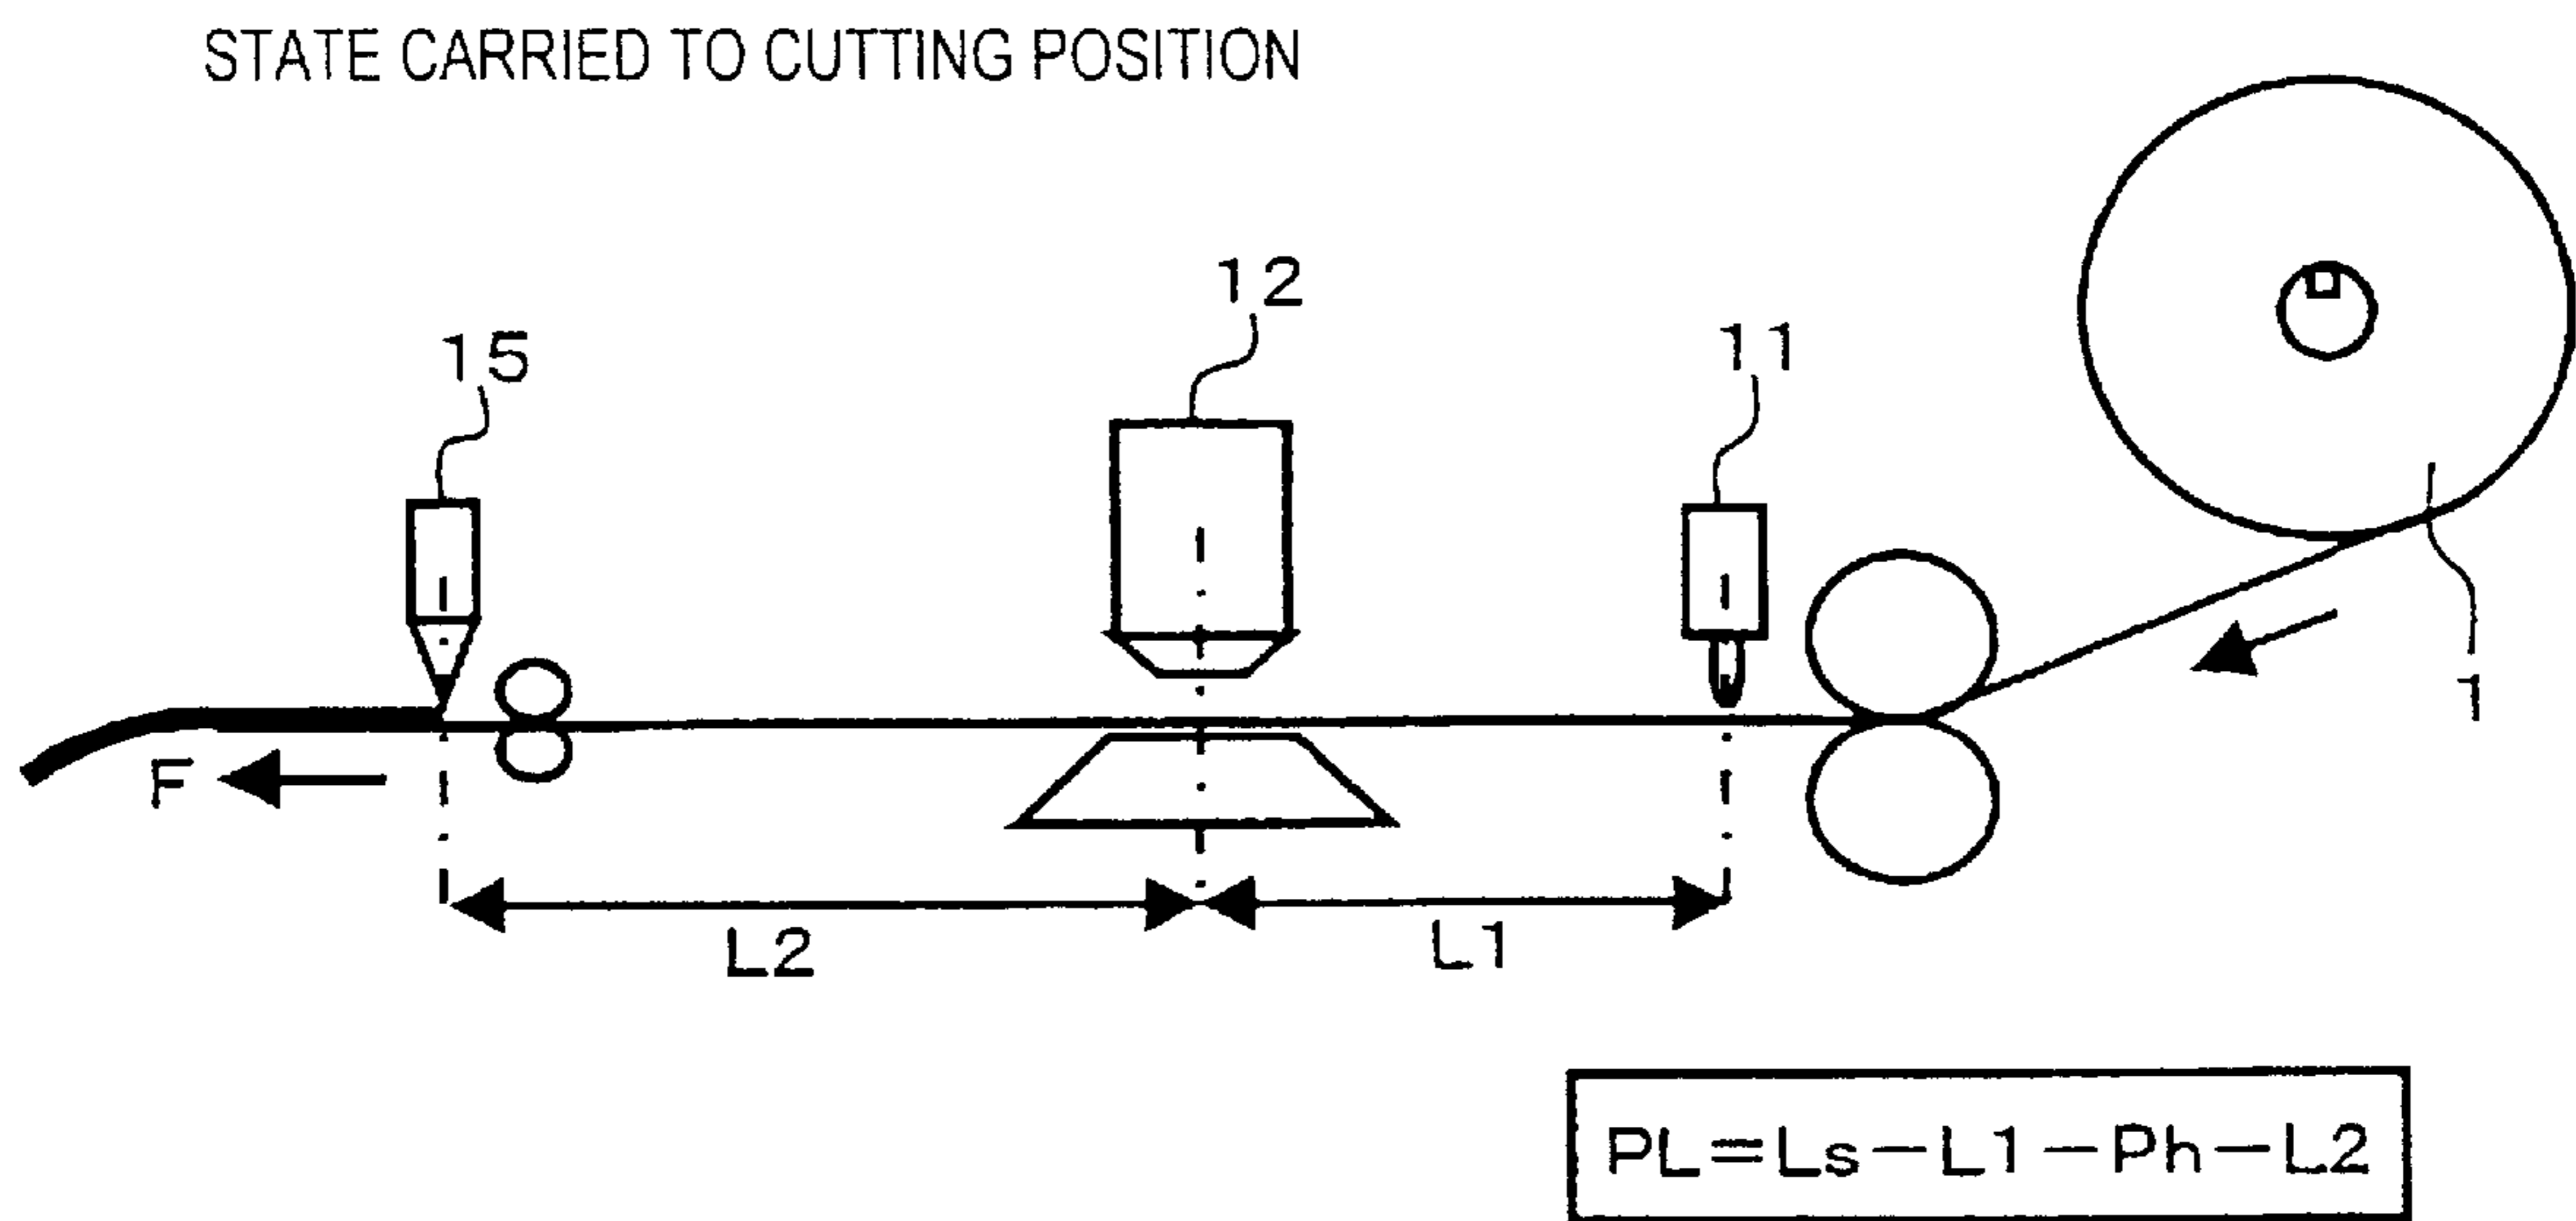 STATE CARRIED TO CUTTING POSITION
12
15
11
1
F
L2
L1
PL=Ls-L1-Ph-L2